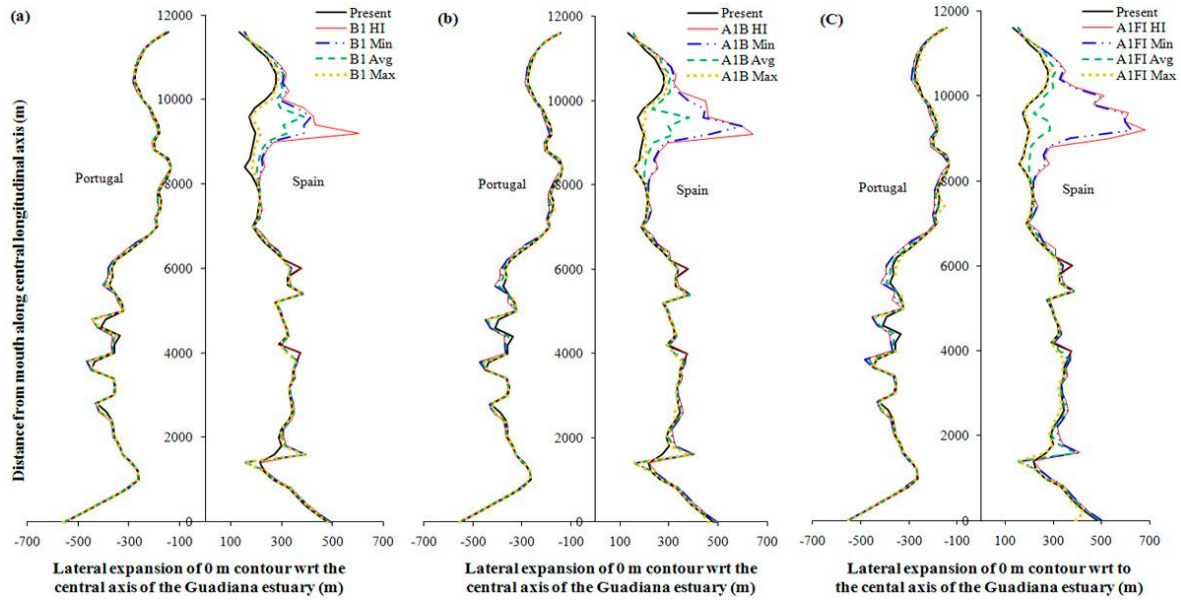 (a)
Present
B1 HI
B1 Min
B1 Avg
B1 Max
(b)
Present
A1B HI
A1B Min
A1B Avg
A1B Max
(C)
Present
A1FI HI
A1FI Min
A1FI Avg
A1FI Max
Distance from mouth along central longitudinal axis (m)
12000
10000
8000
6000
4000
2000
0
Portugal
Spain
-700 -500 -300 -100 100 300 500 700
Lateral expansion of 0 m contour wrt the
central axis of the Guadiana estuary (m)
12000
10000
8000
6000
4000
2000
0
Portugal
Spain
-700 -500 -300 -100 100 300 500 700
Lateral expansion of 0 m contour wrt the
central axis of the Guadiana estuary (m)
12000
10000
8000
6000
4000
2000
0
Portugal
Spain
-700 -500 -300 -100 100 300 500 700
Lateral expansion of 0 m contour wrt to
the cental axis of the Guadiana estuary (m)